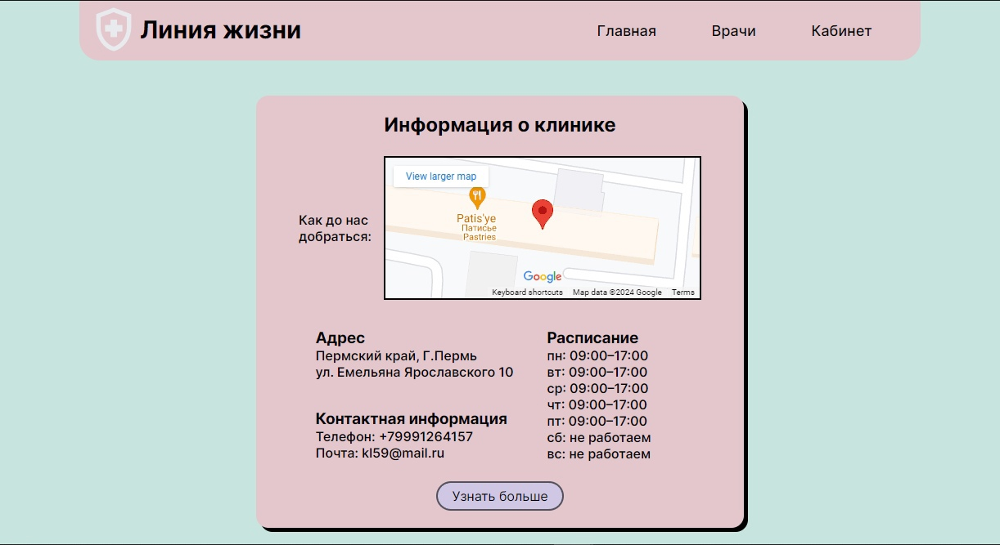 Линия жизни
Главная
Врачи
Кабинет
Информация о клинике
Как до нас
добраться:
View larger map
Patis'ye
Патисье
Pastries
Google
Keyboard shortcuts
Map data ©2024 Google
Terms
Адрес
Пермский край, Г.Пермь
ул. Емельяна Ярославского 10
Контактная информация
Телефон: +79991264157
Почта: kl59@mail.ru
Расписание
пн: 09:00–17:00
вт: 09:00–17:00
ср: 09:00–17:00
чт: 09:00–17:00
пт: 09:00–17:00
сб: не работаем
вс: не работаем
Узнать больше